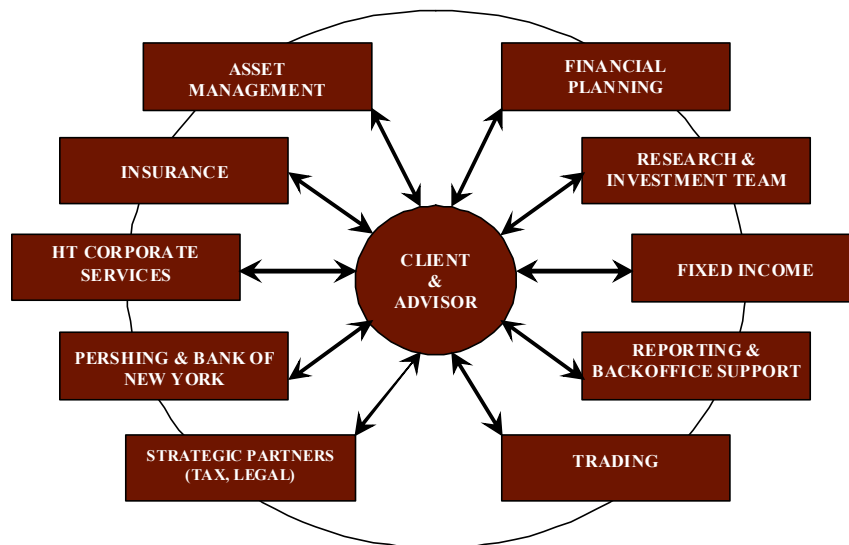 ASSET
MANAGEMENT
FINANCIAL
PLANNING
INSURANCE
RESEARCH &
INVESTMENT TEAM
HT CORPORATE
SERVICES
CLIENT
&
ADVISOR
FIXED INCOME
PERSHING & BANK OF
NEW YORK
REPORTING &
BACKOFFICE SUPPORT
STRATEGIC PARTNERS
(TAX, LEGAL)
TRADING